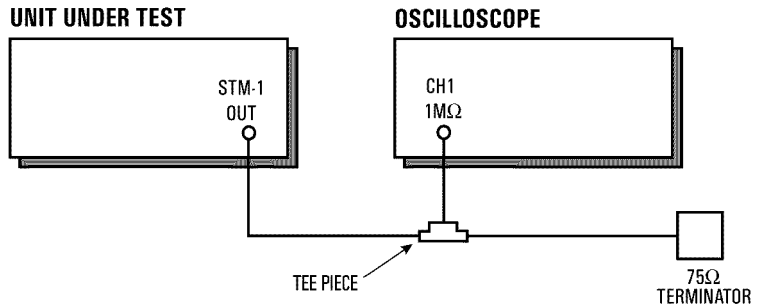 UNIT UNDER TEST
OSCILLOSCOPE
STM-1
OUT
CH1
1MΩ
TEE PIECE
75Ω
TERMINATOR